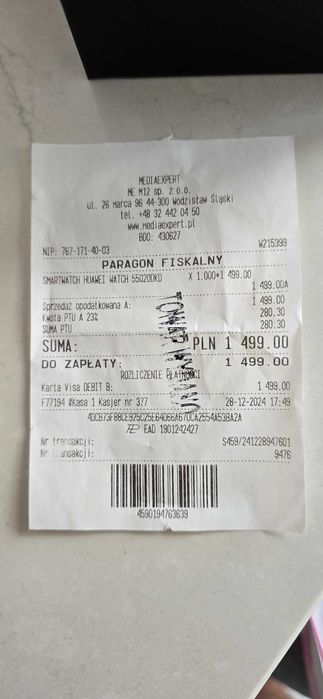 MEDIAEXPERT
ME M12 sp. z o.o.
ul. 26 marca 96 44-300 Wodzisław Śląski
tel. +48 32 442 04 50
www.mediaexpert.pl
BDO: 430627
NIP: 767-171-40-03 W215399
PARAGON FISKALNY
SMARTWATCH HUAWEI WATCH 55020DKD X 1.000*1 499.00
1 499.00A
Sprzedaż opodatkowana A: 1 499.00
Kwota PTU A 23% 280.30
SUMA PTU 280.30
SUMA: PLN 1 499.00
DO ZAPŁATY: 1 499.00
ROZLICZENIE PŁATNOŚCI
Karta Visa DEBIT B: 1 499.00
F77194 #Kasa 1 Kasjer nr 377 28-12-2024 17:49
EAD 1901242427
Nr transakcji: S459/241228947601
Nr transakcji: 9476
4590194763639